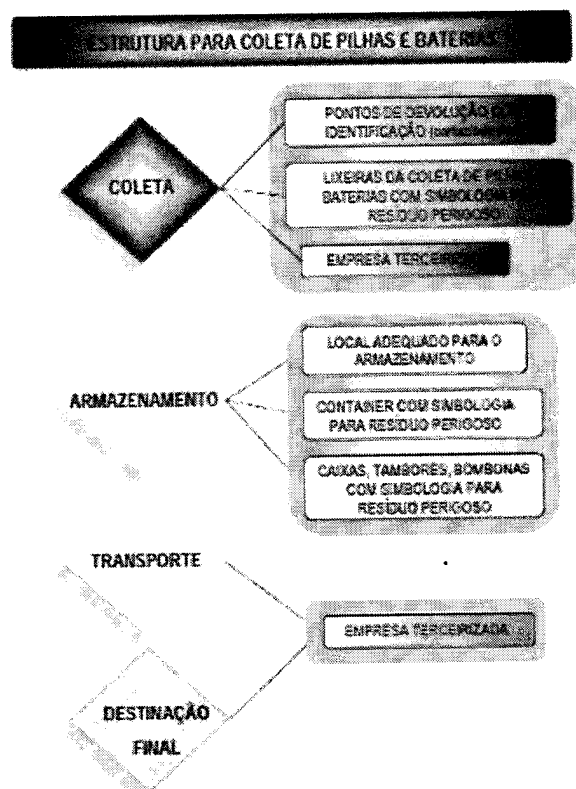 ESTRUTURA PARA COLETA DE PILHAS E BATERIAS
COLETA
PONTOS DE DEVOLUÇÃO
IDENTIFICAÇÃO
LIXEIRAS DA COLETA DE PILHAS
BATERIAS COM SIMBOLOGIA
RESÍDUO PERIGOSO
EMPRESA
ARMAZENAMENTO
LOCAL ADEQUADO PARA O
ARMAZENAMENTO
CONTAINER COM SIMBOLOGIA
PARA RESÍDUO PERIGOSO
CAIXAS, TAMBORES, BOMBONAS
COM SIMBOLOGIA PARA
RESÍDUO PERIGOSO
TRANSPORTE
EMPRESA TERCEIRIZADA
DESTINAÇÃO
FINAL